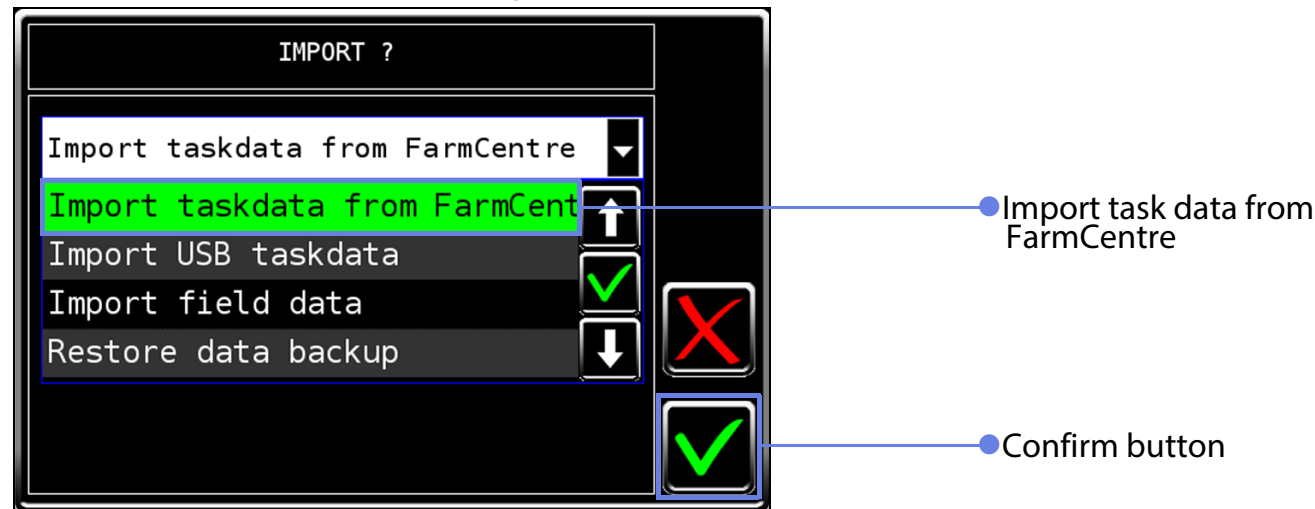 IMPORT ?
Import taskdata from FarmCentre
Import taskdata from FarmCent
Import USB taskdata
Import field data
Restore data backup
Import task data from
FarmCentre
Confirm button